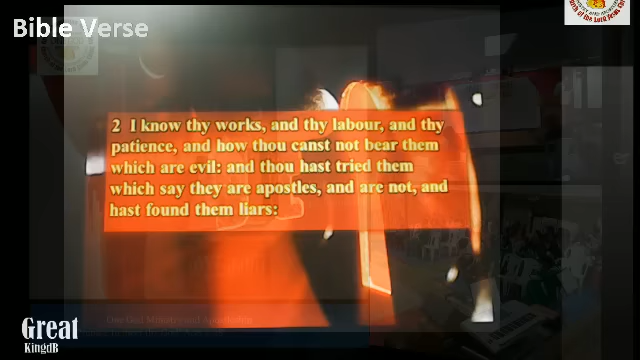 Bible Verse
2 I know thy works, and thy labour, and thy
patience, and how thou canst not bear them
which are evil: and thou hast tried them
which say they are apostles, and are not, and
hast found them liars:
Great
KingdB